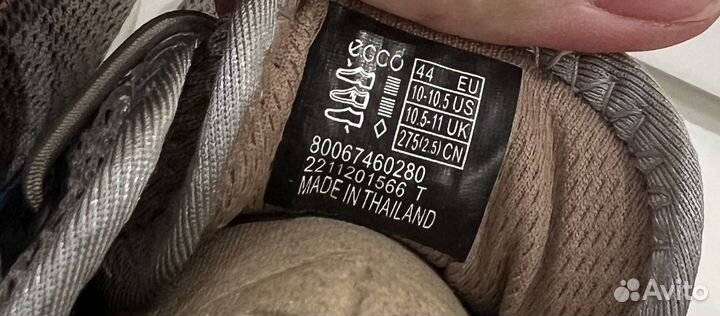 ecco
44 EU
10-10.5 US
10.5-11 UK
275(2.5) CN
80067460280
2211201566 T
MADE IN THAILAND
Avito